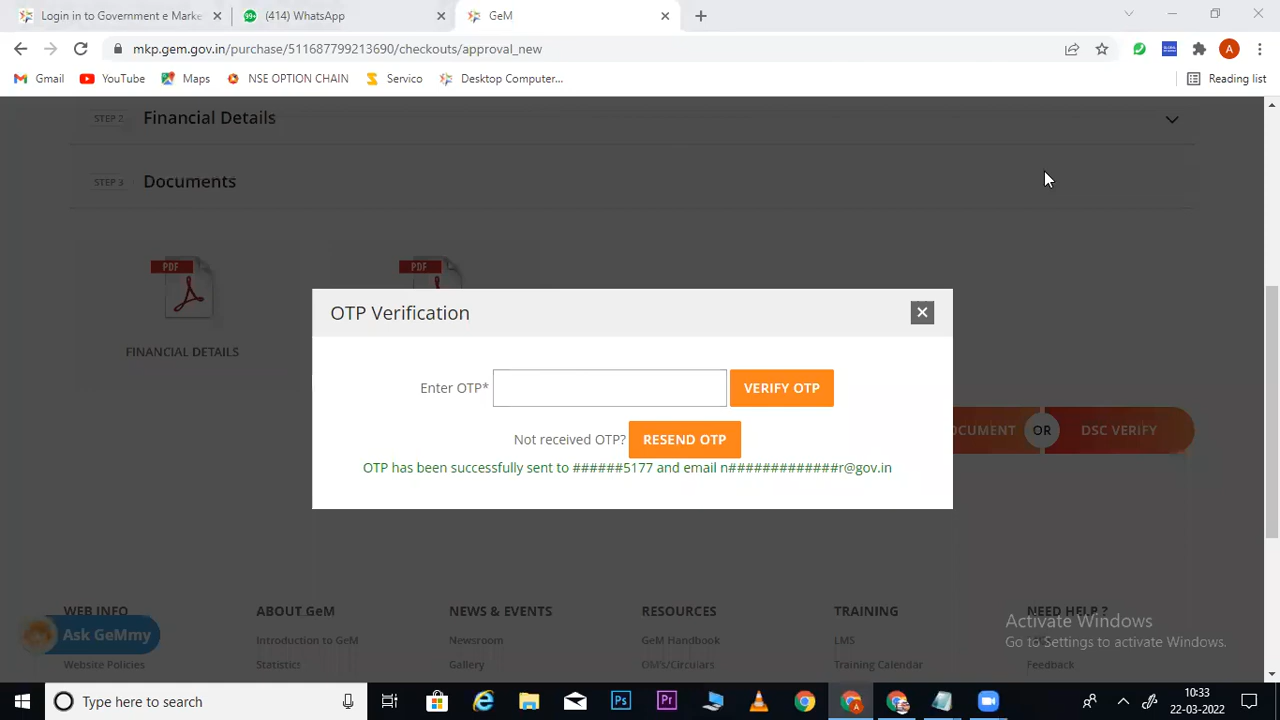 Login in to Government e Marke
(414) WhatsApp
GeM
mkp.gem.gov.in/purchase/511687799213690/checkouts/approval_new
A
Gmail
YouTube
Maps
NSE OPTION CHAIN
Servico
Desktop Computer...
Reading list
STEP 2 Financial Details
STEP 3 Documents
PDF
PDF
FINANCIAL DETAILS
OTP Verification
Enter OTP*
VERIFY OTP
Not received OTP? RESEND OTP
OTP has been successfully sent to ######5177 and email n#############r@gov.in
OCUMENT
OR
DSC VERIFY
WEB INFO
ABOUT GeM
NEWS & EVENTS
RESOURCES
TRAINING
NEED HELP ?
Ask GeMmy
Introduction to GeM
Newsroom
GeM Handbook
LMS
Website Policies
Statistics
Gallery
OM's/Circulars
Training Calendar
Feedback
Activate Windows
Go to Settings to activate Windows.
Type here to search
Ps
Pr
A
10:33
22-03-2022